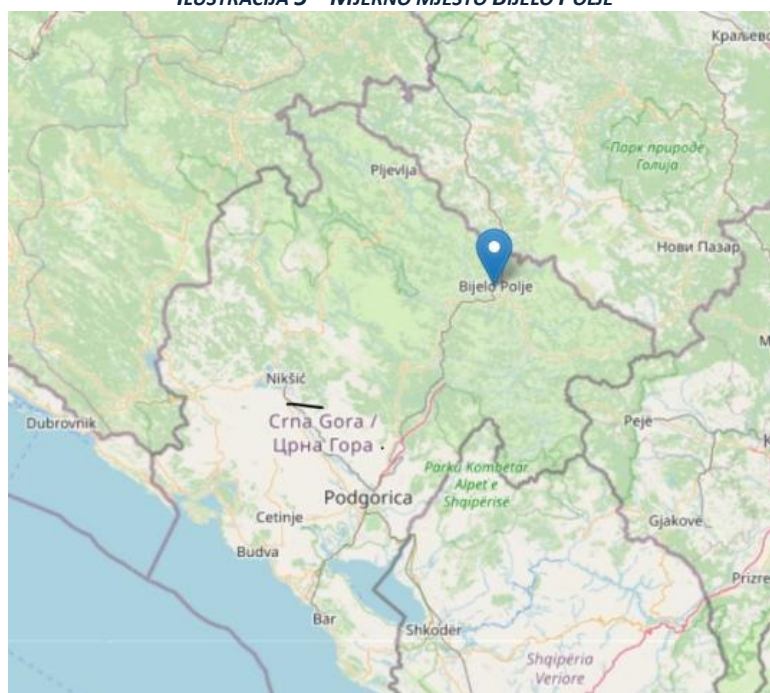 ILUSTRACIJA 5 – MJERNO MJESTO BIJELO POLJE
Краљево
Парк природе
Голија
Pljevlja
Нови Пазар
Bijelo Polje
Nikšić
Dubrovnik
Crna Gora /
Црна Гора
Pejë
Parku Kombëtar
Alpet e
Shqipërisë
Podgorica
Cetinje
Gjakovë
Budva
Prizre
Bar
Shkodër
Shqipëria
Veriore